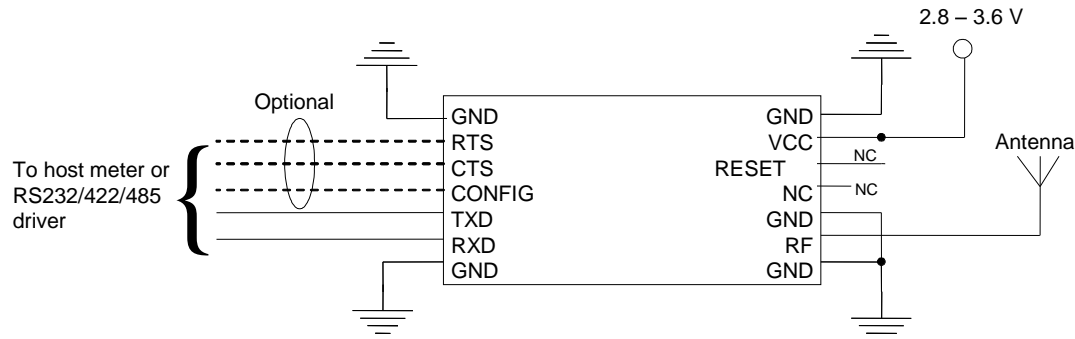 2.8 – 3.6 V
Optional
GND
RTS
CTS
CONFIG
TXD
RXD
GND
To host meter or
RS232/422/485
driver
GND
VCC
RESET
NC
NC
NC
GND
RF
GND
Antenna